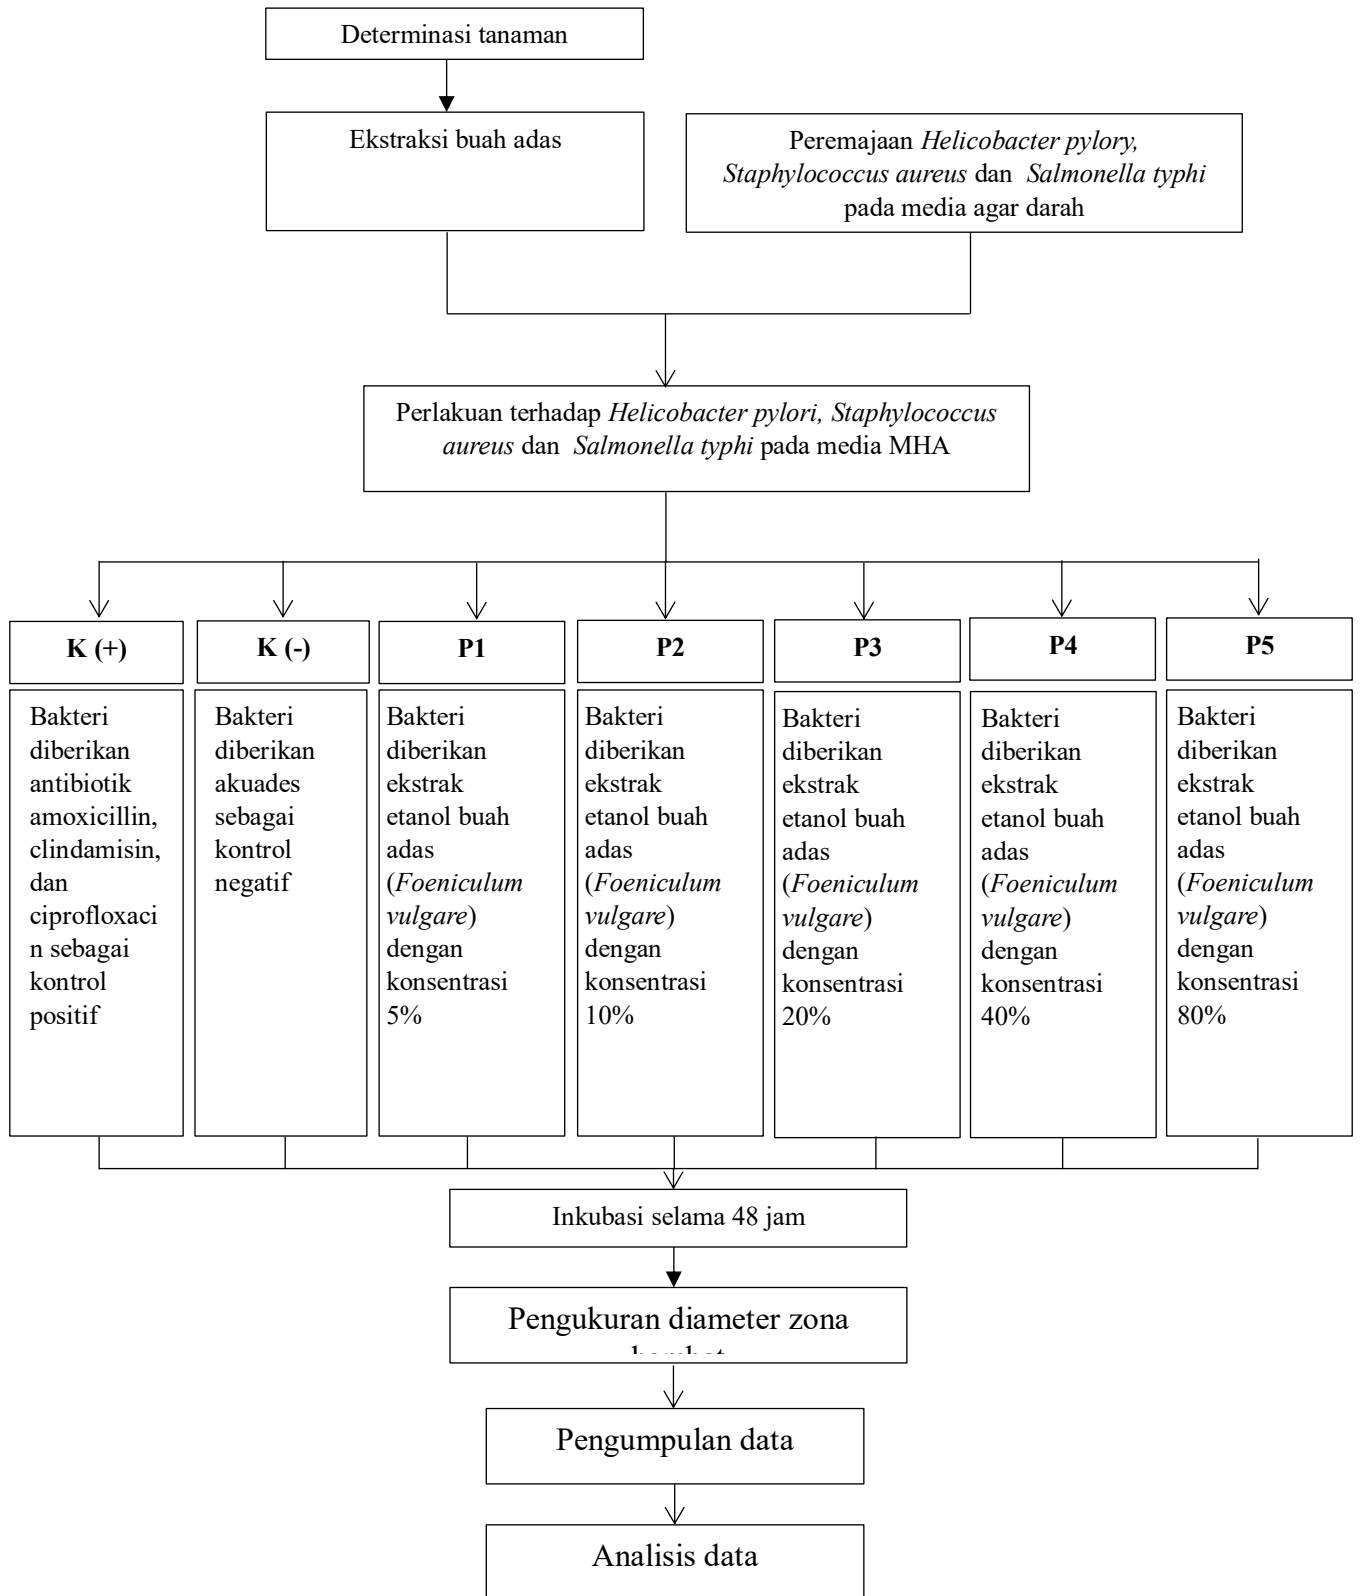 Determinasi tanaman
Ekstraksi buah adas
Peremajaan Helicobacter pylory,
Staphylococcus aureus dan Salmonella typhi
pada media agar darah
Perlakuan terhadap Helicobacter pylori, Staphylococcus
aureus dan Salmonella typhi pada media MHA
K (+)
Bakteri
diberikan
antibiotik
amoxicillin,
clindamisin,
dan
ciprofloxaci
n sebagai
kontrol
positif
K (-)
Bakteri
diberikan
akuades
sebagai
kontrol
negatif
P1
Bakteri
diberikan
ekstrak
etanol buah
adas
(Foeniculum
vulgare)
dengan
konsentrasi
5%
P2
Bakteri
diberikan
ekstrak
etanol buah
adas
(Foeniculum
vulgare)
dengan
konsentrasi
10%
P3
Bakteri
diberikan
ekstrak
etanol buah
adas
(Foeniculum
vulgare)
dengan
konsentrasi
20%
P4
Bakteri
diberikan
ekstrak
etanol buah
adas
(Foeniculum
vulgare)
dengan
konsentrasi
40%
P5
Bakteri
diberikan
ekstrak
etanol buah
adas
(Foeniculum
vulgare)
dengan
konsentrasi
80%
Inkubasi selama 48 jam
Pengukuran diameter zona
Pengumpulan data
Analisis data